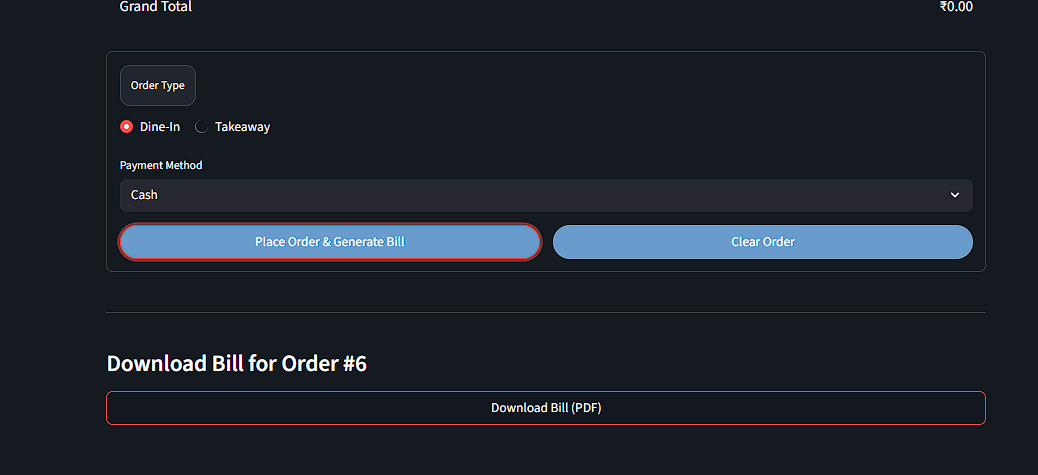 Grand Total ₹0.00
Order Type
Dine-In Takeaway
Payment Method
Cash
Place Order & Generate Bill Clear Order
Download Bill for Order #6
Download Bill (PDF)